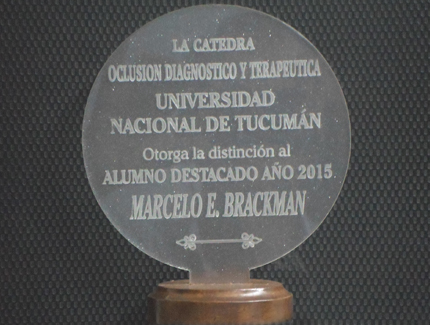 LA CATEDRA
OCLUSION DIAGNOSTICO Y TERAPEUTICA
UNIVERSIDAD
NACIONAL DE TUCUMÁN
Otorga la distinción al
ALUMNO DESTACADO AÑO 2015
MARCELO E. BRACKMAN